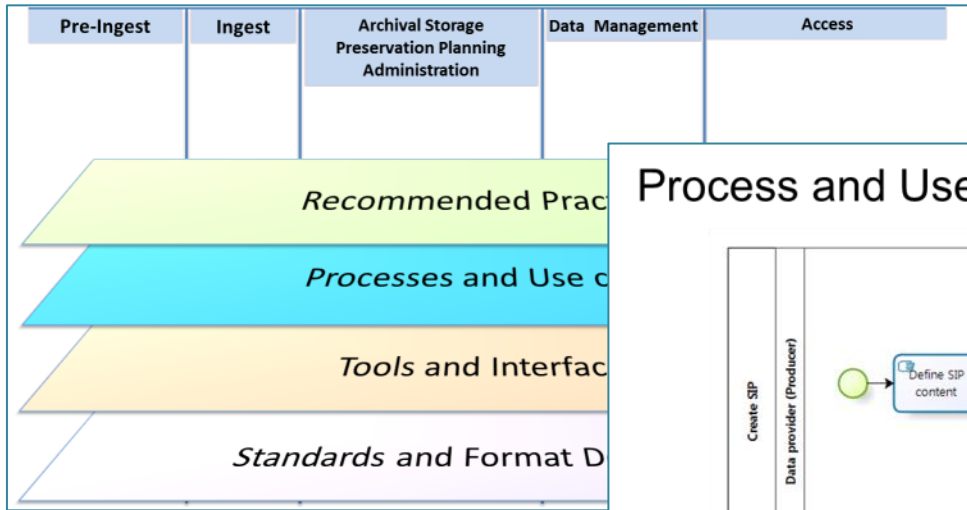 Pre-Ingest
Ingest
Archival Storage
Preservation Planning
Administration
Data Management
Access
Recommended Pract
Processes and Use c
Tools and Interfac
Standards and Format D
Process and Use
Create SIP
Data provider (Producer)
Define SIP
content